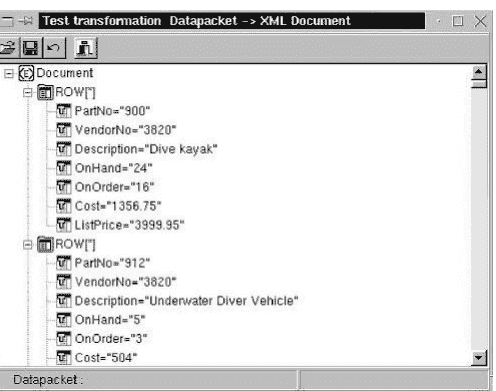 Test transformation Datapacket -> XML Document
Document
ROW[*]
PartNo="900"
VendorNo="3820"
Description="Dive kayak"
OnHand="24"
OnOrder="16"
Cost="1356.75"
ListPrice="3999.95"
ROW[*]
PartNo="912"
VendorNo="3820"
Description="Underwater Diver Vehicle"
OnHand="5"
OnOrder="3"
Cost="504"
Datapacket :